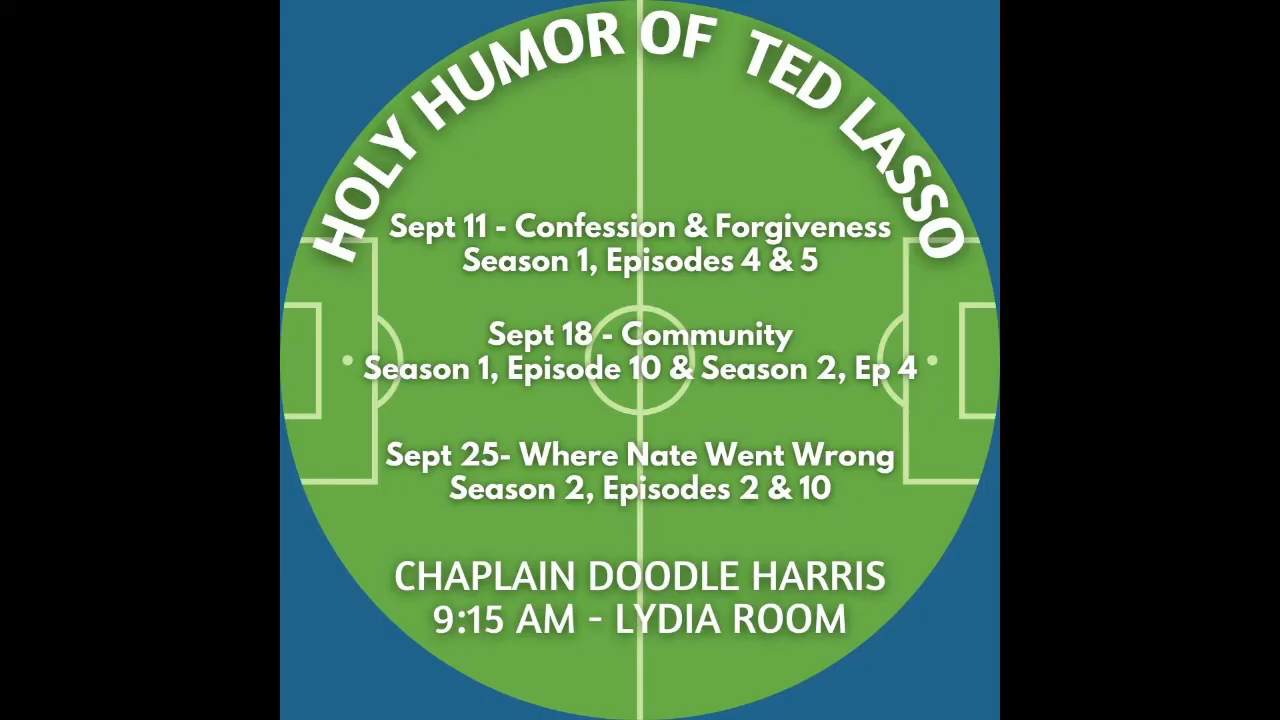 HOLY HUMOR OF TED LASSO
Sept 11 - Confession & Forgiveness
Season 1, Episodes 4 & 5
Sept 18 - Community
Season 1, Episode 10 & Season 2, Ep 4
Sept 25- Where Nate Went Wrong
Season 2, Episodes 2 & 10
CHAPLAIN DOODLE HARRIS
9:15 AM - LYDIA ROOM